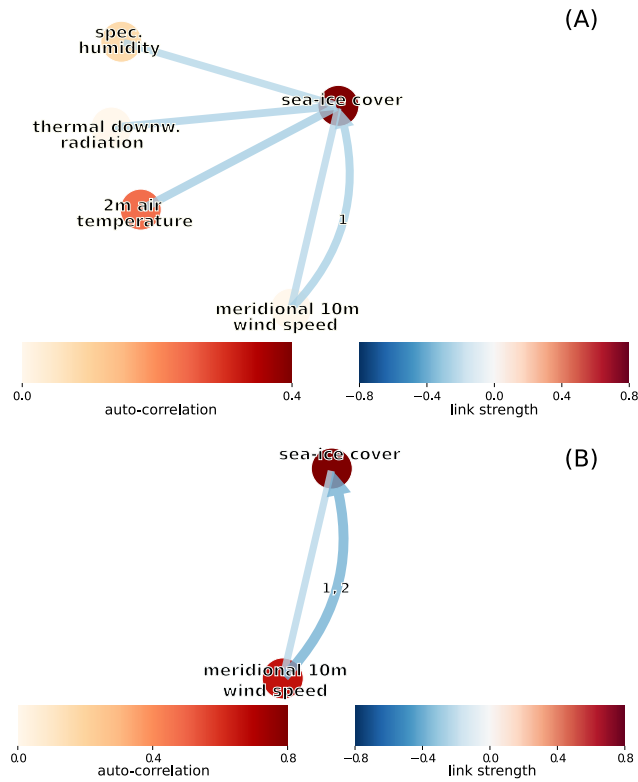 (A)
spec.
humidity
sea-ice cover
thermal downw.
radiation
2m air
temperature
1
meridional 10m
wind speed
0.0 0.4
auto-correlation
−0.8 −0.4 0.0 0.4 0.8
link strength
(B)
sea-ice cover
1, 2
meridional 10m
wind speed
0.0 0.4 0.8
auto-correlation
−0.8 −0.4 0.0 0.4 0.8
link strength